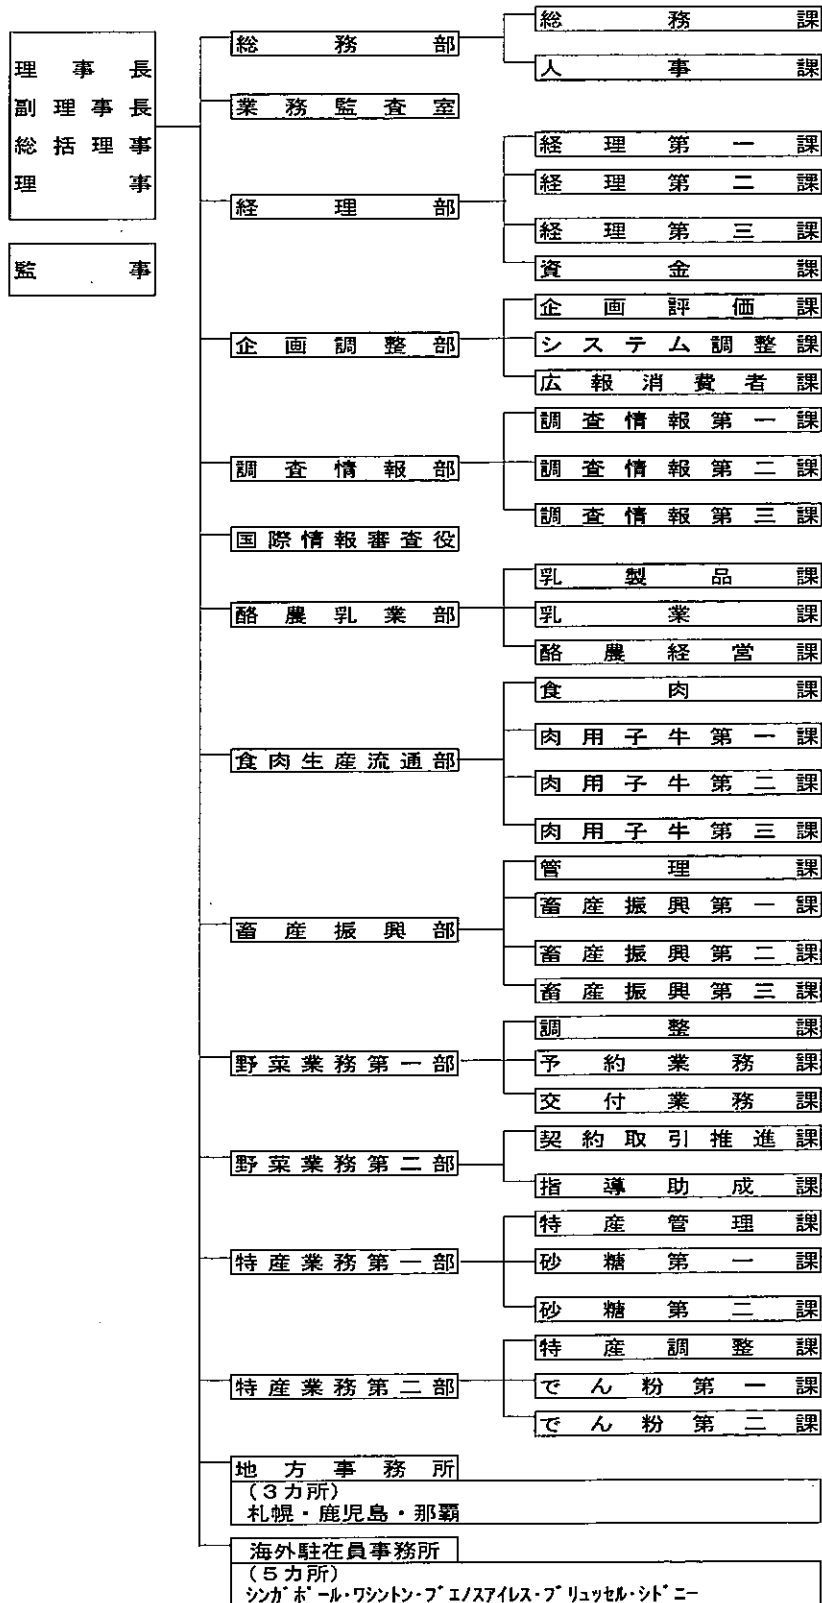 理事長
副理事長
総括理事
理事
監事
総務部
総務課
人事課
業務監査室
経理部
経理第一課
経理第二課
経理第三課
資金課
企画調整部
企画評価課
システム調整課
広報消費者課
調査情報部
調査情報第一課
調査情報第二課
調査情報第三課
国際情報審査役
酪農乳業部
乳製品課
乳業課
酪農経営課
食肉生産流通部
食肉課
肉用子牛第一課
肉用子牛第二課
肉用子牛第三課
畜産振興部
管理課
畜産振興第一課
畜産振興第二課
畜産振興第三課
野菜業務第一部
調整課
予約業務課
交付業務課
野菜業務第二部
契約取引推進課
指導助成課
特産業務第一部
特産管理課
砂糖第一課
砂糖第二課
特産業務第二部
特産調整課
でん粉第一課
でん粉第二課
地方事務所
(3カ所)
札幌・鹿児島・那覇
海外駐在員事務所
(5カ所)
シンガポール・ワシントン・ブエノスアイレス・ブリュッセル・シドニー